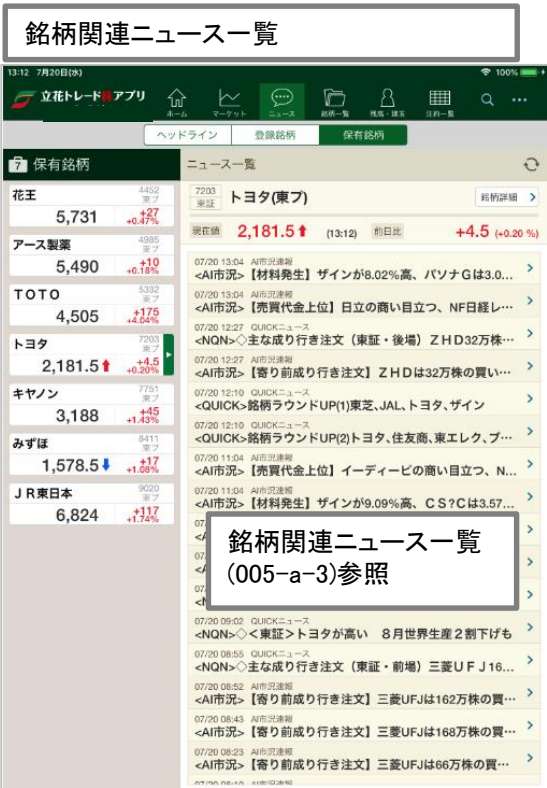 銘柄関連ニュース一覧
13:12 7月20日(水)
100%
立花トレード株アプリ
ホーム
マーケット
ニュース
銘柄一覧
残高・建玉
注約一覧
ヘッドライン
登録銘柄
保有銘柄
7 保有銘柄
花王
4452
東プ
5,731
+27
+0.47%
アース製薬
4985
東プ
5,490
+10
+0.18%
TOTO
5332
東プ
4,505
+175
+4.04%
トヨタ
7203
東プ
2,181.5
+4.5
+0.20%
キヤノン
7751
東プ
3,188
+45
+1.43%
みずほ
8411
東プ
1,578.5
+17
+1.08%
JR東日本
9020
東プ
6,824
+117
+1.74%
ニュース一覧
7203
東証
トヨタ(東プ)
銘柄詳細
現在値 2,181.5 (13:12) 前日比 +4.5 (+0.20 %)
07/20 13:04 AI市況速報
<AI市況>【材料発生】ザインが8.02%高、パソナGは3.0...
07/20 13:04 AI市況速報
<AI市況>【売買代金上位】日立の商い目立つ、NF日経レ…
07/20 12:27 QUICKニュース
<NQN>◇主な成り行き注文（東証・後場）ZHD32万株…
07/20 12:27 AI市況速報
<AI市況>【寄り前成り行き注文】ZHDは32万株の買い…
07/20 12:10 QUICKニュース
<QUICK>銘柄ラウンドUP(1)東芝、JAL、トヨタ、ザイン
07/20 12:10 QUICKニュース
<QUICK>銘柄ラウンドUP(2)トヨタ、住友商、東エレク、ブ…
07/20 11:04 AI市況速報
<AI市況>【売買代金上位】イーディーピの商い目立つ、N...
07/20 11:04 AI市況速報
<AI市況>【材料発生】ザインが9.09%高、CS?Cは3.57...
銘柄関連ニュース一覧
(005-a-3)参照
07/20 09:02 QUICKニュース
<NQN>◇＜東証＞トヨタが高い 8月世界生産2割下げも
07/20 08:55 QUICKニュース
<NQN>◇主な成り行き注文（東証・前場）三菱UFJ16...
07/20 08:52 AI市況速報
<AI市況>【寄り前成り行き注文】三菱UFJは162万株の買…
07/20 08:43 AI市況速報
<AI市況>【寄り前成り行き注文】三菱UFJは168万株の買…
07/20 08:23 AI市況速報
<AI市況>【寄り前成り行き注文】三菱UFJは66万株の買…